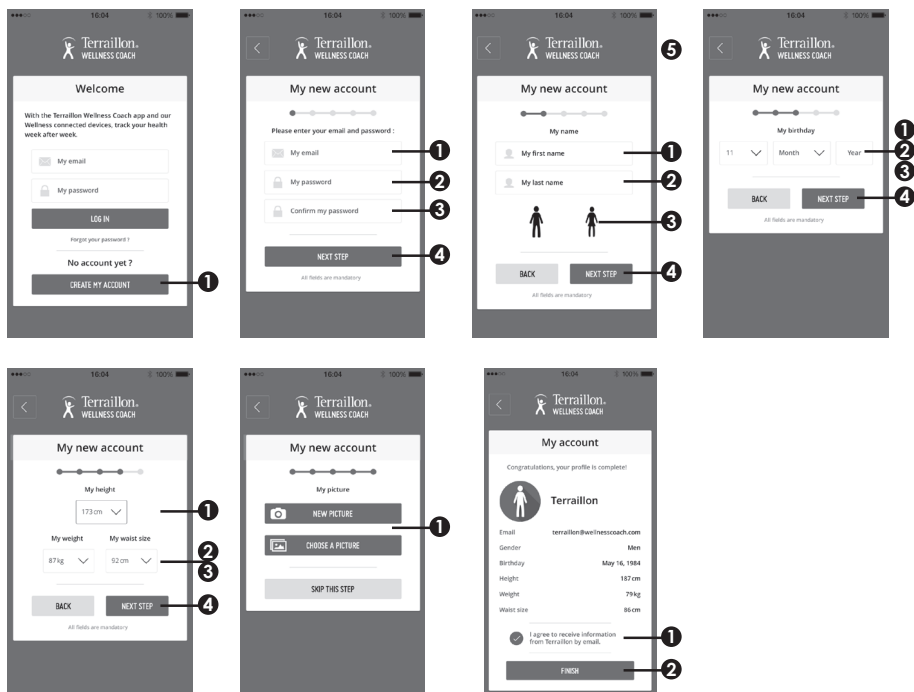 16:04
100%
Terraillon.
WELLNESS COACH
Welcome
With the Terraillon Wellness Coach app and our
Wellness connected devices, track your health
week after week.
My email
My password
LOG IN
Forgot your password ?
No account yet ?
CREATE MY ACCOUNT
1
16:04
100%
Terraillon.
WELLNESS COACH
My new account
Please enter your email and password :
My email
1
My password
2
Confirm my password
3
NEXT STEP
4
All fields are mandatory
16:04
100%
Terraillon.
WELLNESS COACH
5
My new account
My name
My first name
1
My last name
2
3
BACK
NEXT STEP
4
All fields are mandatory
16:04
100%
Terraillon.
WELLNESS COACH
My new account
My birthday
11
Month
Year
1
2
3
BACK
NEXT STEP
4
All fields are mandatory
16:04
100%
Terraillon.
WELLNESS COACH
My new account
My height
173 cm
1
My weight
My waist size
87 kg
92 cm
2
3
BACK
NEXT STEP
4
All fields are mandatory
16:04
100%
Terraillon.
WELLNESS COACH
My new account
My picture
NEW PICTURE
1
CHOOSE A PICTURE
SKIP THIS STEP
16:04
100%
Terraillon.
WELLNESS COACH
My account
Congratulations, your profile is complete!
Terraillon
Email terraillon@wellnesscoach.com
Gender Men
Birthday May 16, 1984
Height 187 cm
Weight 79 kg
Waist size 86 cm
I agree to receive information
from Terraillon by email.
1
FINISH
2